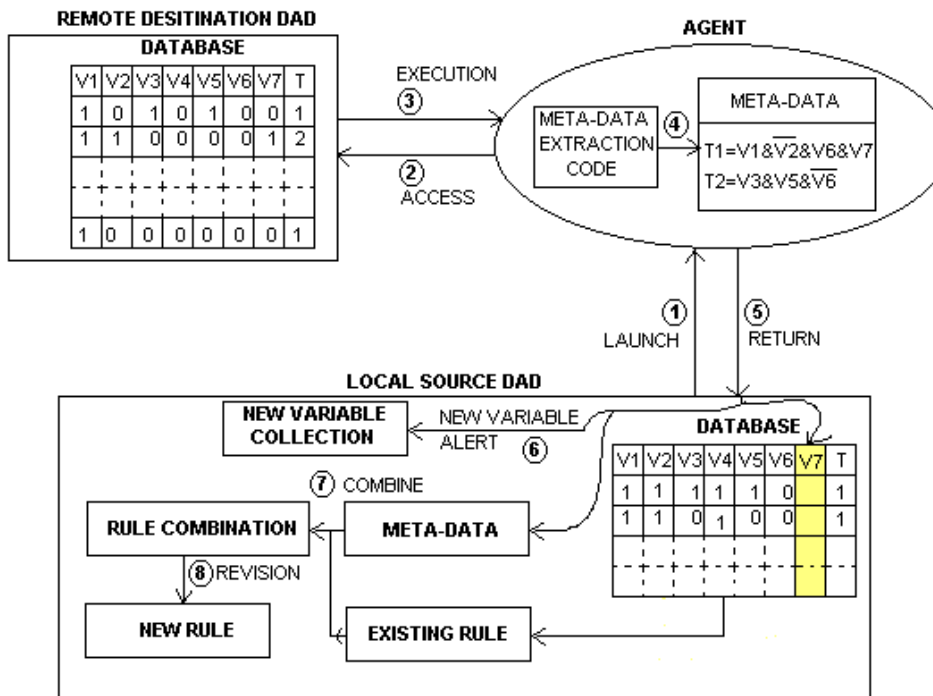 REMOTE DESITINATION DAD
DATABASE
V1 V2 V3 V4 V5 V6 V7 T
1 0 1 0 1 0 0 1
1 1 0 0 0 0 1 2
1 0 0 0 0 0 0 1
EXECUTION
3
2
ACCESS
AGENT
META-DATA
EXTRACTION
CODE
4
META-DATA
T1=V1&V̅2̅&V6&V7
T2=V3&V5&V̅6̅
1
LAUNCH
5
RETURN
LOCAL SOURCE DAD
NEW VARIABLE
COLLECTION
NEW VARIABLE
ALERT
6
DATABASE
V1 V2 V3 V4 V5 V6 V7 T
1 1 1 1 1 0 1
1 1 0 1 0 0 1
7 COMBINE
RULE COMBINATION
META-DATA
8 REVISION
NEW RULE
EXISTING RULE